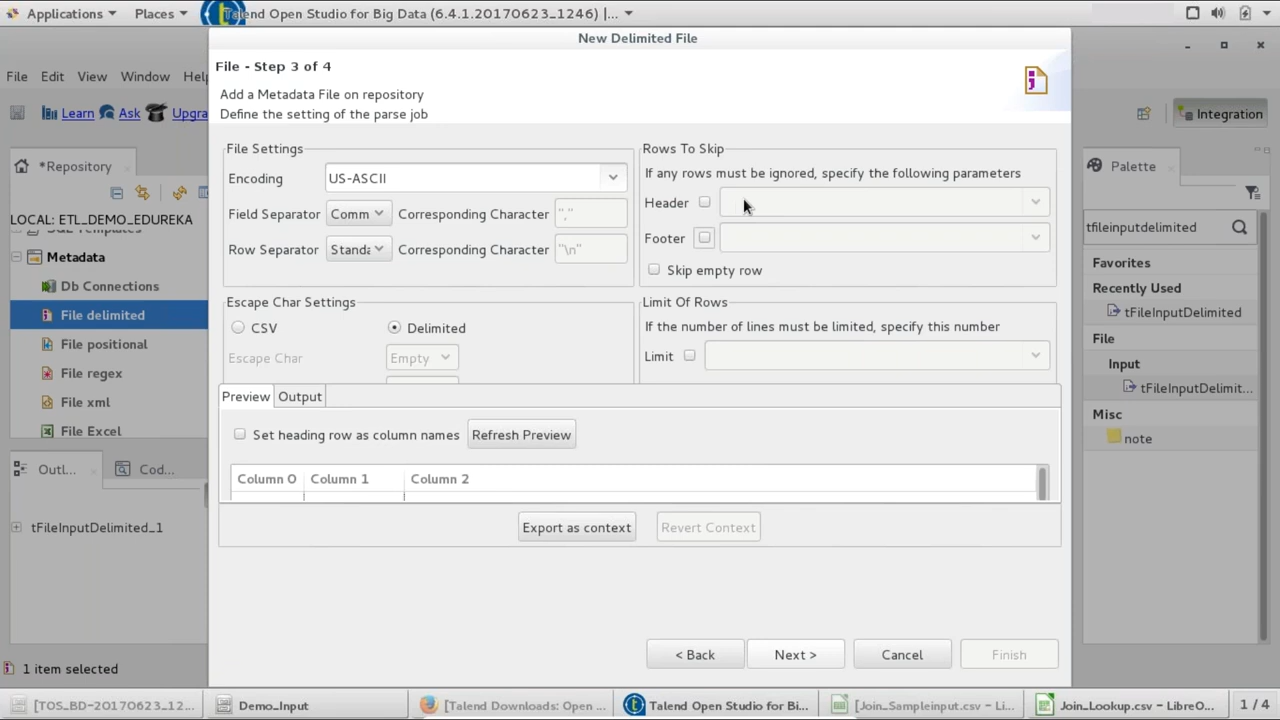 Applications
Places
Talend Open Studio for Big Data (6.4.1.20170623_1246) |...
New Delimited File
File - Step 3 of 4
Add a Metadata File on repository
Define the setting of the parse job
File Edit View Window Help
Learn Ask Upgra
Integration
*Repository
LOCAL: ETL_DEMO_EDUREKA
Metadata
Db Connections
File delimited
File positional
File regex
File xml
File Excel
Outl...
Cod...
tFileInputDelimited_1
1 item selected
File Settings
Encoding US-ASCII
Field Separator Comm Corresponding Character ","
Row Separator Standa Corresponding Character "\n"
Rows To Skip
If any rows must be ignored, specify the following parameters
Header
Footer
Skip empty row
Escape Char Settings
CSV Delimited
Escape Char Empty
Limit Of Rows
If the number of lines must be limited, specify this number
Limit
Preview Output
Set heading row as column names Refresh Preview
Column 0 Column 1 Column 2
Export as context Revert Context
< Back Next > Cancel Finish
Palette
tfileinputdelimited
Favorites
Recently Used
tFileInputDelimited
File
Input
tFileInputDelimit...
Misc
note
[TOS_BD-20170623_12...
Demo_Input
[Talend Downloads: Open ...
Talend Open Studio for Bi...
[Join_Sampleinput.csv - Li...
Join_Lookup.csv - LibreO...
1 / 4